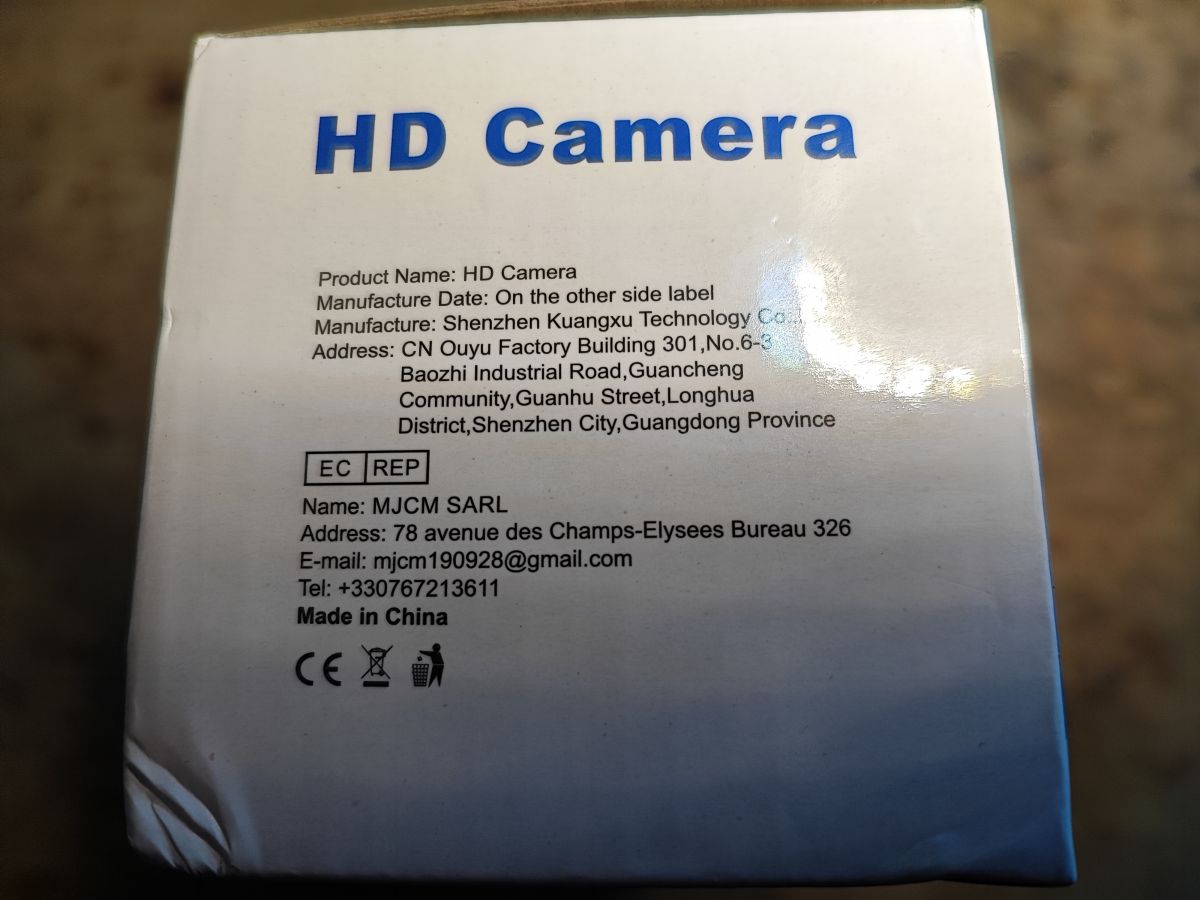 HD Camera
Product Name: HD Camera
Manufacture Date: On the other side label
Manufacture: Shenzhen Kuangxu Technology Co.,
Address: CN Ouyu Factory Building 301,No.6-3
Baozhi Industrial Road,Guancheng
Community,Guanhu Street,Longhua
District,Shenzhen City,Guangdong Province
EC REP
Name: MJCM SARL
Address: 78 avenue des Champs-Elysees Bureau 326
E-mail: mjcm190928@gmail.com
Tel: +330767213611
Made in China
CE